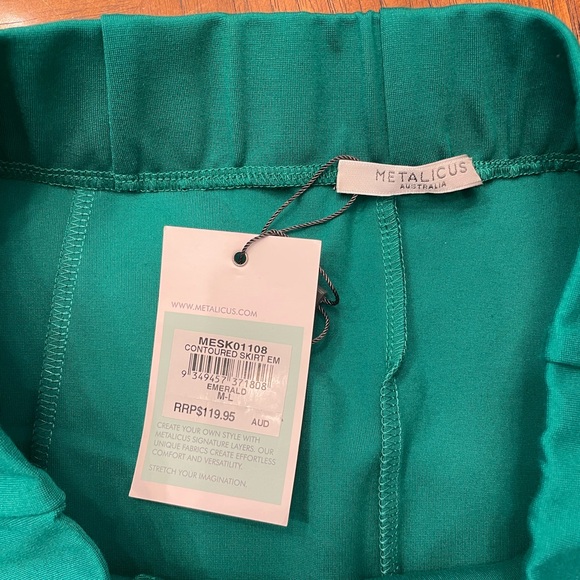 METALICUS
AUSTRALIA
WWW.METALICUS.COM
MESK01108
CONTOURED SKIRT EM
9 349457 371808
EMERALD
M-L
RRP$119.95 AUD
CREATE YOUR OWN STYLE WITH
METALICUS SIGNATURE LAYERS. OUR
UNIQUE FABRICS CREATE EFFORTLESS
COMFORT AND VERSATILITY.
STRETCH YOUR IMAGINATION.